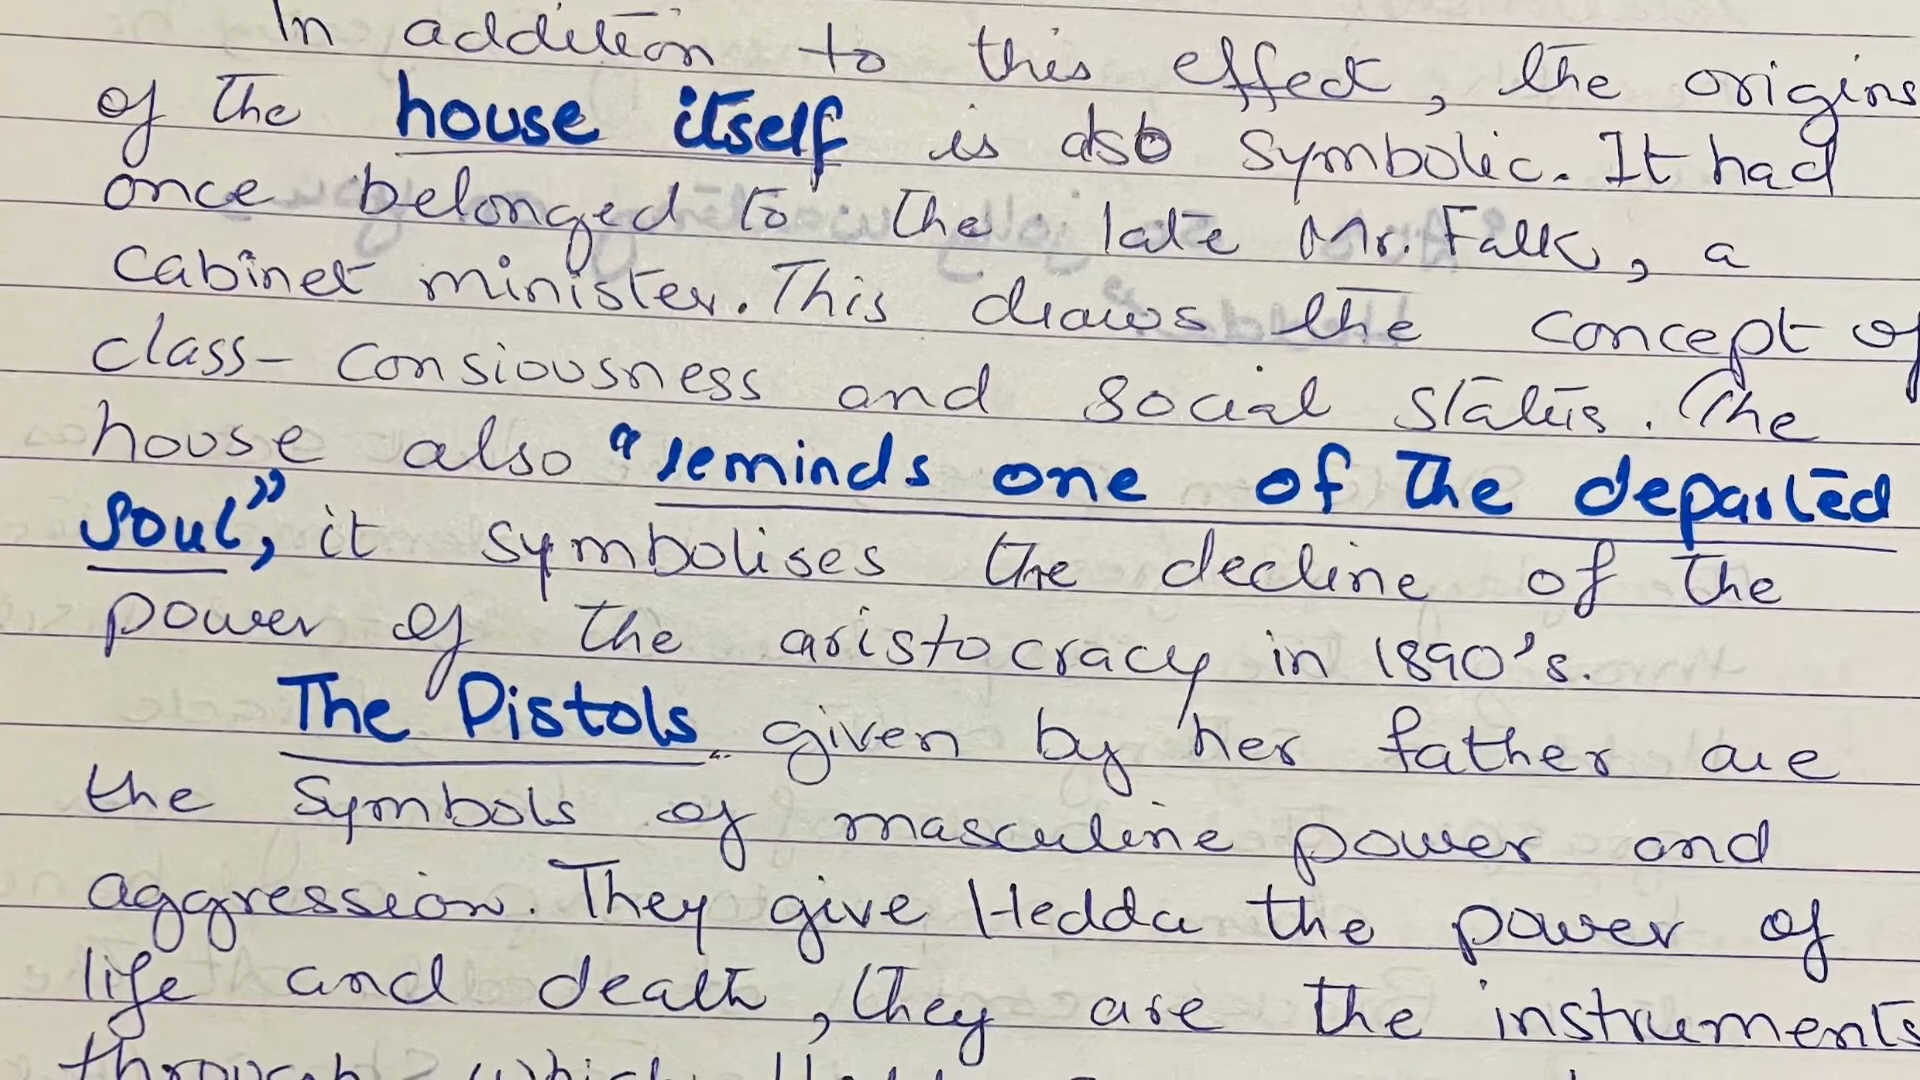 In addition to this effect, the origins
of the house itself is also symbolic. It had
once belonged to the late Mr. Falk, a
cabinet minister. This draws the concept of
class-consiousness and social status. The
house also "reminds one of the departed
soul", it symbolises the decline of the
power of the aristocracy in 1890's.
The Pistols given by her father are
the symbols of masculine power and
aggression. They give Hedda the power of
life and death, they are the instruments
through which